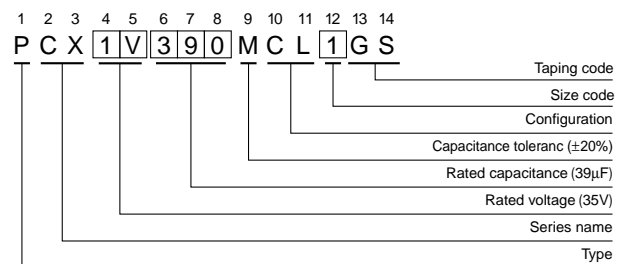 1 2 3 4 5 6 7 8 9 10 11 12 13 14
P C X 1 V 3 9 0 M C L 1 G S
Taping code
Size code
Configuration
Capacitance toleranc (±20%)
Rated capacitance (39µF)
Rated voltage (35V)
Series name
Type